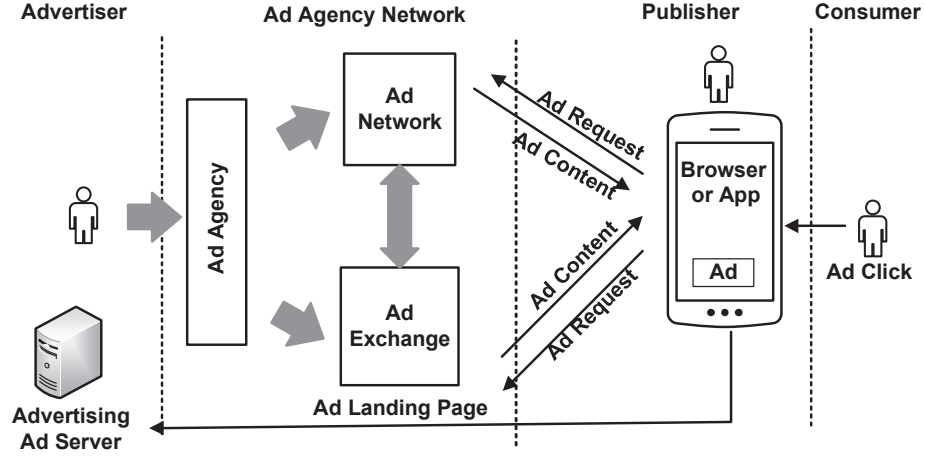 Advertiser
Ad Agency Network
Publisher
Consumer
Ad Agency
Ad
Network
Ad
Exchange
Ad Request
Ad Content
Ad Content
Ad Request
Browser
or App
Ad
Ad Click
Ad Landing Page
Advertising
Ad Server